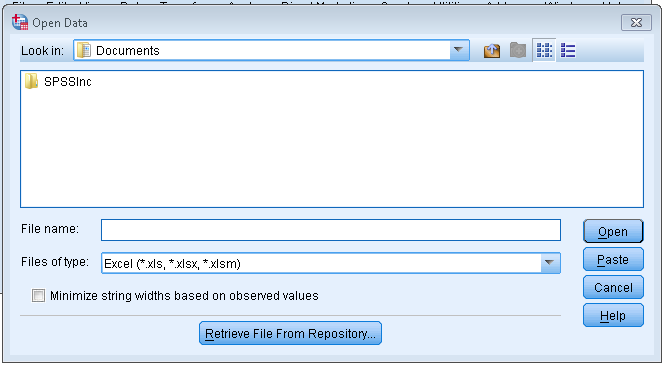 Open Data
Look in: Documents
SPSSInc
File name:
Files of type: Excel (*.xls, *.xlsx, *.xlsm)
Minimize string widths based on observed values
Retrieve File From Repository...
Open
Paste
Cancel
Help